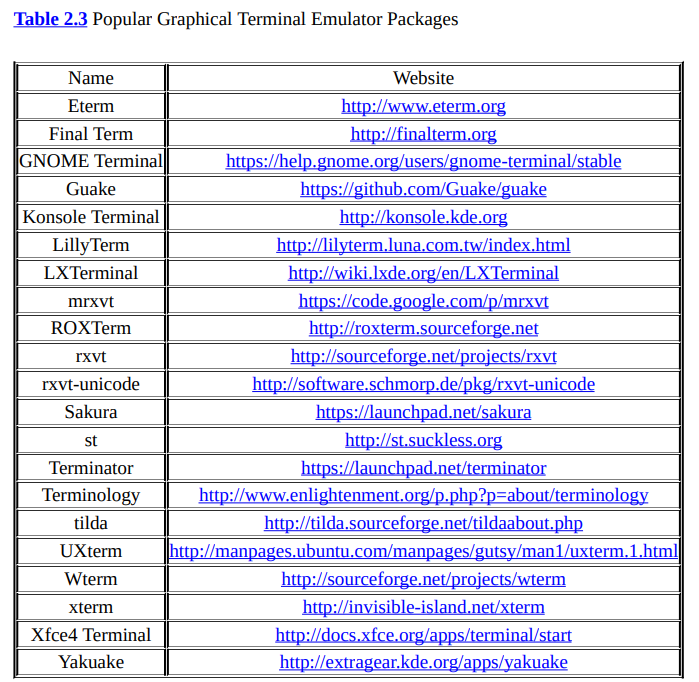 Table 2.3 Popular Graphical Terminal Emulator Packages
Name Website
Eterm http://www.eterm.org
Final Term http://finalterm.org
GNOME Terminal https://help.gnome.org/users/gnome-terminal/stable
Guake https://github.com/Guake/guake
Konsole Terminal http://konsole.kde.org
LillyTerm http://lilyterm.luna.com.tw/index.html
LXTerminal http://wiki.lxde.org/en/LXTerminal
mrxvt https://code.google.com/p/mrxvt
ROXTerm http://roxterm.sourceforge.net
rxvt http://sourceforge.net/projects/rxvt
rxvt-unicode http://software.schmorp.de/pkg/rxvt-unicode
Sakura https://launchpad.net/sakura
st http://st.suckless.org
Terminator https://launchpad.net/terminator
Terminology http://www.enlightenment.org/p.php?p=about/terminology
tilda http://tilda.sourceforge.net/tildaabout.php
UXterm http://manpages.ubuntu.com/manpages/gutsy/man1/uxterm.1.html
Wterm http://sourceforge.net/projects/wterm
xterm http://invisible-island.net/xterm
Xfce4 Terminal http://docs.xfce.org/apps/terminal/start
Yakuake http://extragear.kde.org/apps/yakuake